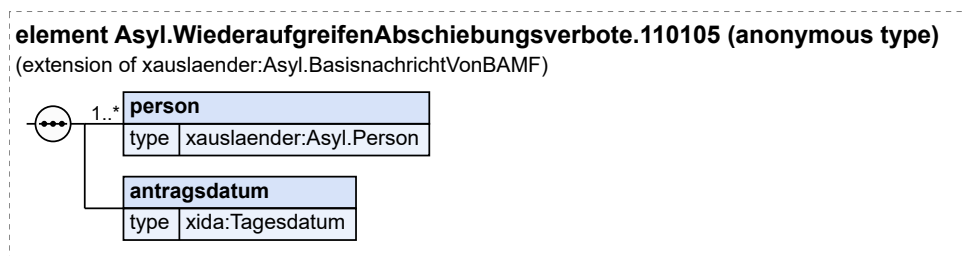 element Asyl.WiederaufgreifenAbschiebungsverbote.110105 (anonymous type)
(extension of xauslaender:Asyl.BasisnachrichtVonBAMF)
1..* person
type xauslaender:Asyl.Person
antragsdatum
type xida:Tagesdatum